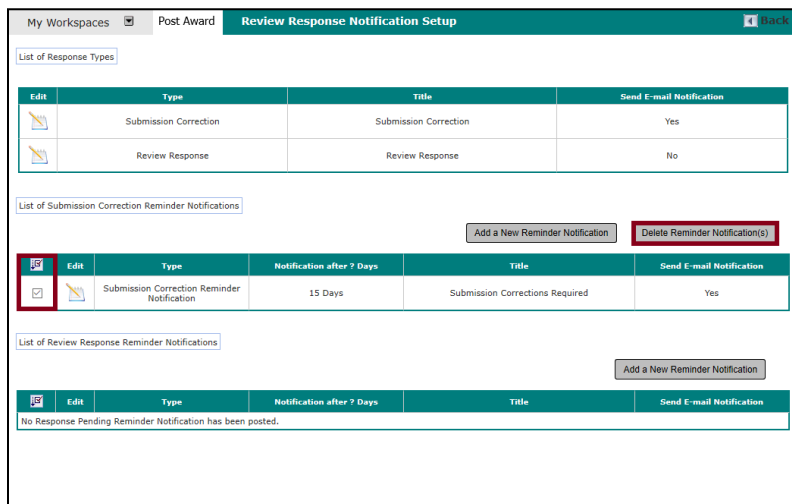 My Workspaces Post Award Review Response Notification Setup Back
List of Response Types
Edit Type Title Send E-mail Notification
Submission Correction Submission Correction Yes
Review Response Review Response No
List of Submission Correction Reminder Notifications
Add a New Reminder Notification Delete Reminder Notification(s)
Edit Type Notification after ? Days Title Send E-mail Notification
Submission Correction Reminder
Notification 15 Days Submission Corrections Required Yes
List of Review Response Reminder Notifications
Add a New Reminder Notification
Edit Type Notification after ? Days Title Send E-mail Notification
No Response Pending Reminder Notification has been posted.